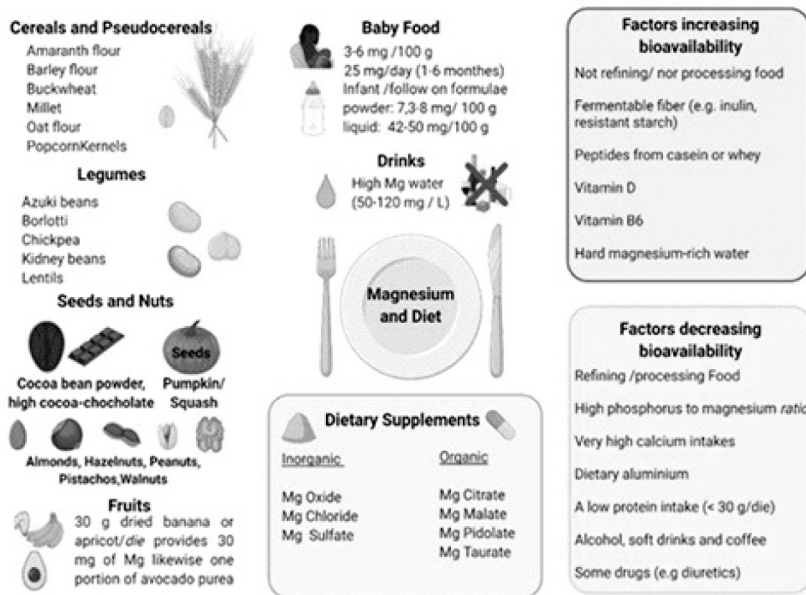 Cereals and Pseudocereals
Amaranth flour
Barley flour
Buckwheat
Millet
Oat flour
PopcornKernels
Legumes
Azuki beans
Borlotti
Chickpea
Kidney beans
Lentils
Seeds and Nuts
Seeds
Cocoa bean powder,
high cocoa-chocholate
Pumpkin/
Squash
Almonds, Hazelnuts, Peanuts,
Pistachos,Walnuts
Fruits
30 g dried banana or
apricot/die provides 30
mg of Mg likewise one
portion of avocado purea
Baby Food
3-6 mg /100 g
25 mg/day (1-6 monthes)
Infant /follow on formulae
powder: 7,3-8 mg/ 100 g
liquid: 42-50 mg/100 g
Drinks
High Mg water
(50-120 mg / L)
Magnesium
and Diet
Dietary Supplements
Inorganic
Mg Oxide
Mg Chloride
Mg Sulfate
Organic
Mg Citrate
Mg Malate
Mg Pidolate
Mg Taurate
Factors increasing
bioavailability
Not refining/ nor processing food
Fermentable fiber (e.g. inulin,
resistant starch)
Peptides from casein or whey
Vitamin D
Vitamin B6
Hard magnesium-rich water
Factors decreasing
bioavailability
Refining /processing Food
High phosphorus to magnesium ratio
Very high calcium intakes
Dietary aluminium
A low protein intake (< 30 g/die)
Alcohol, soft drinks and coffee
Some drugs (e.g diuretics)